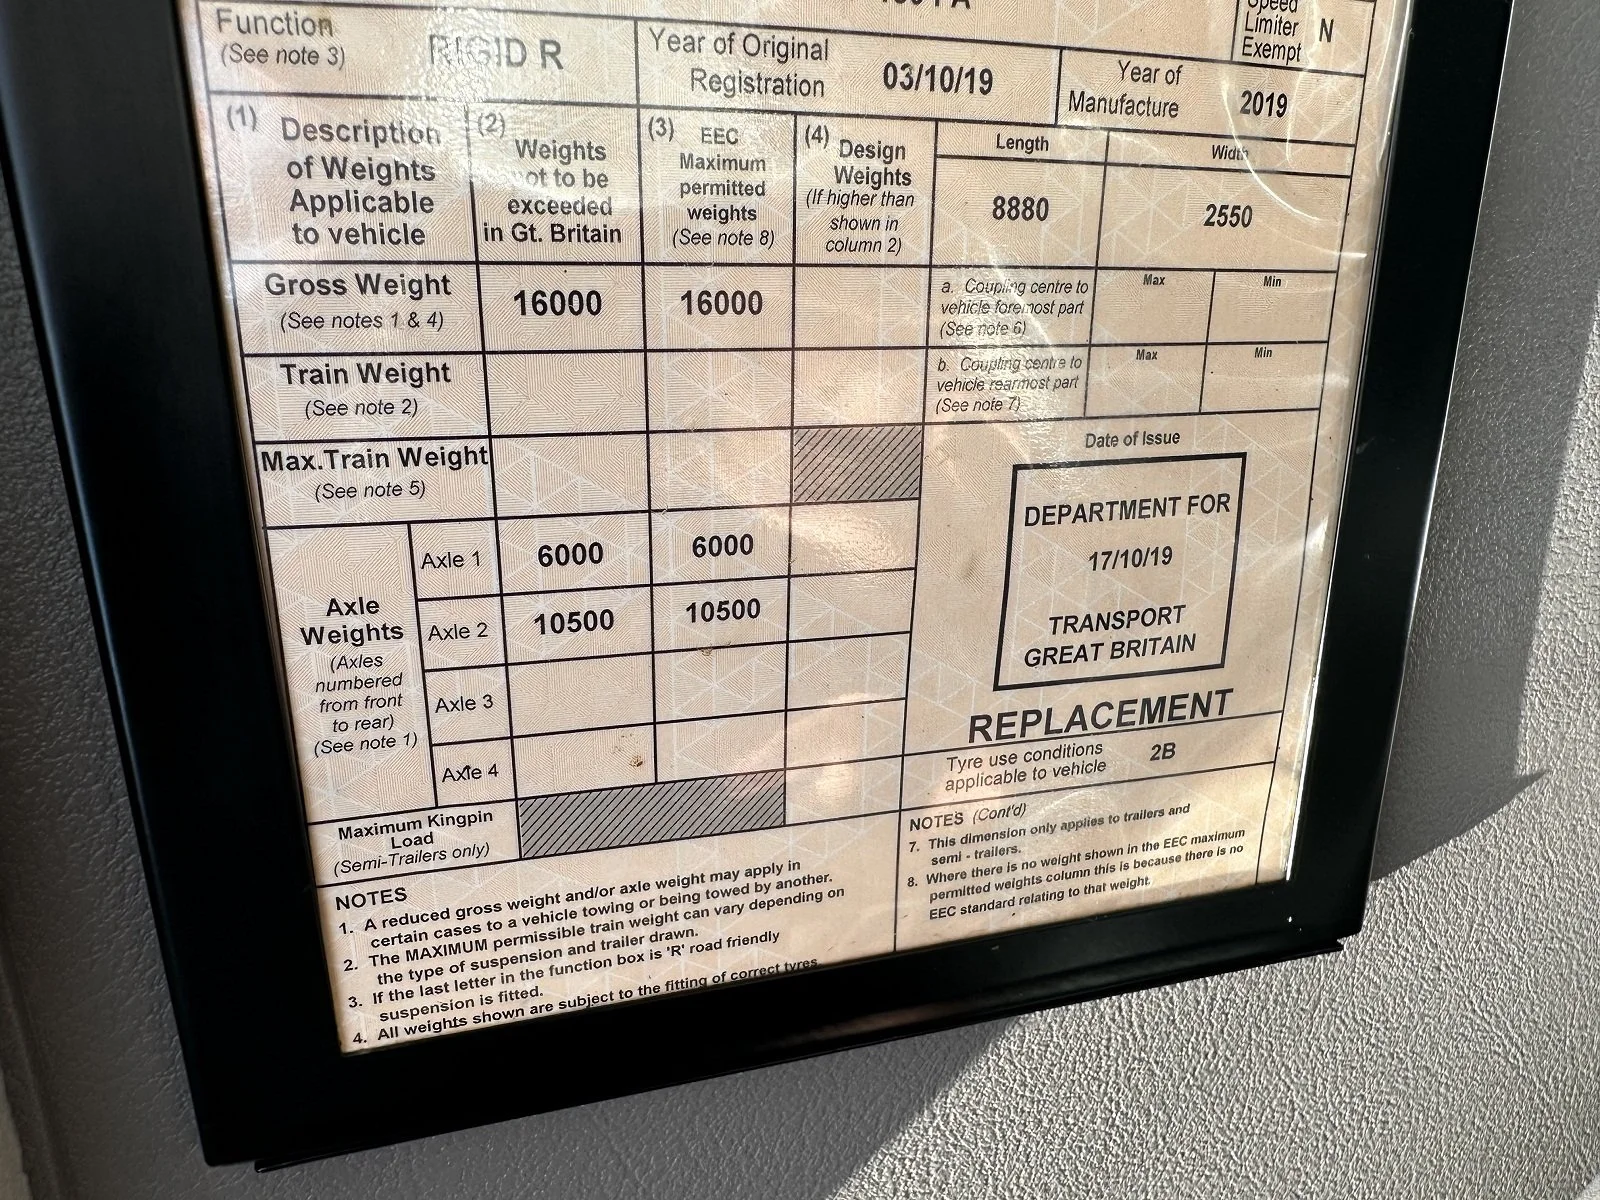 Speed
Limiter
Exempt
N
Function
(See note 3)
RIGID R
Year of Original
Registration
03/10/19
Year of
Manufacture
2019
(1) Description
of Weights
Applicable
to vehicle
(2)
Weights
not to be
exceeded
in Gt. Britain
(3) EEC
Maximum
permitted
weights
(See note 8)
(4) Design
Weights
(If higher than
shown in
column 2)
Length
8880
Width
2550
Gross Weight
(See notes 1 & 4)
16000
16000
a. Coupling centre to
vehicle foremost part
(See note 6)
Max
Min
Train Weight
(See note 2)
b. Coupling centre to
vehicle rearmost part
(See note 7)
Max
Min
Max.Train Weight
(See note 5)
Date of Issue
DEPARTMENT FOR
17/10/19
TRANSPORT
GREAT BRITAIN
REPLACEMENT
Axle
Weights
(Axles
numbered
from front
to rear)
(See note 1)
Axle 1
6000
6000
Axle 2
10500
10500
Axle 3
Axle 4
Tyre use conditions
applicable to vehicle
2B
Maximum Kingpin
Load
(Semi-Trailers only)
NOTES
1. A reduced gross weight and/or axle weight may apply in
certain cases to a vehicle towing or being towed by another.
2. The MAXIMUM permissible train weight can vary depending on
the type of suspension and trailer drawn.
3. If the last letter in the function box is 'R' road friendly
suspension is fitted.
4. All weights shown are subject to the fitting of correct tyres
NOTES (Cont'd)
7. This dimension only applies to trailers and
semi - trailers.
8. Where there is no weight shown in the EEC maximum
permitted weights column this is because there is no
EEC standard relating to that weight.